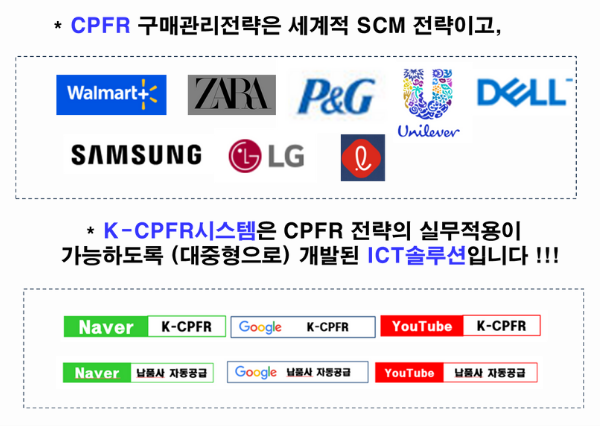 * CPFR 구매관리전략은 세계적 SCM 전략이고,
Walmart+ ZARA P&G Unilever DELL
SAMSUNG LG
* K-CPFR시스템은 CPFR 전략의 실무적용이
가능하도록 (대중형으로) 개발된 ICT솔루션입니다 !!!
Naver K-CPFR Google K-CPFR YouTube K-CPFR
Naver 납품사 자동공급 Google 납품사 자동공급 YouTube 납품사 자동공급